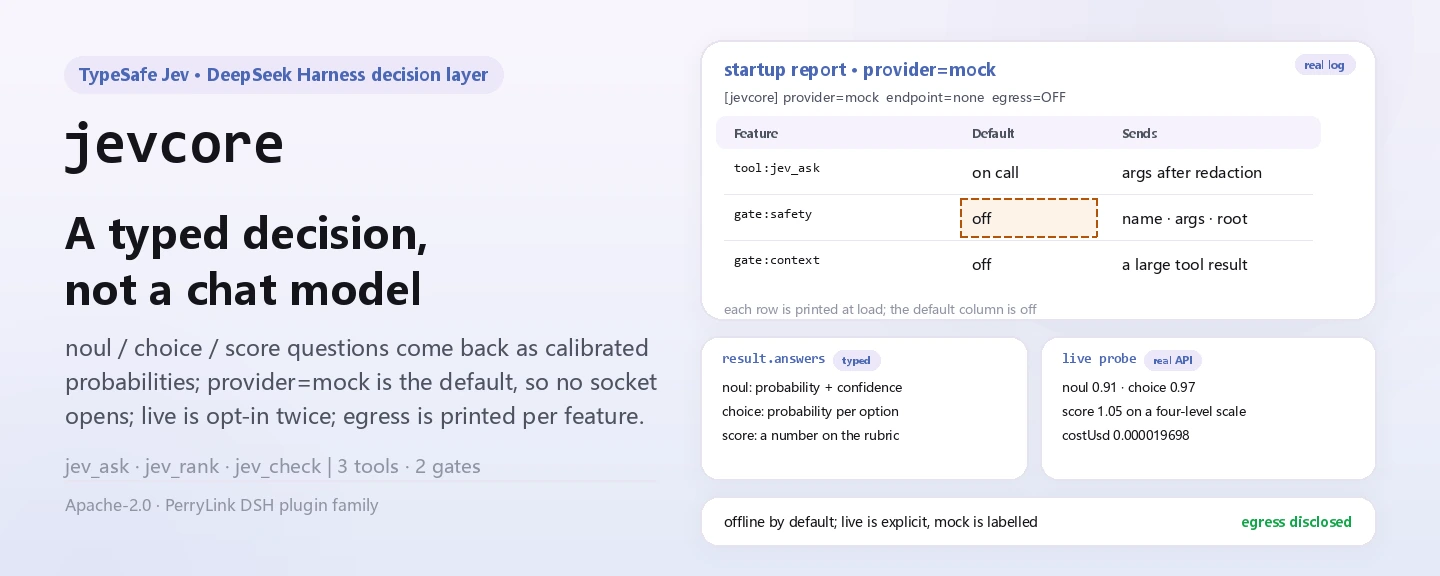 TypeSafe Jev • DeepSeek Harness decision layer
jevcore
A typed decision,
not a chat model
noul / choice / score questions come back as calibrated
probabilities; provider=mock is the default, so no socket
opens; live is opt-in twice; egress is printed per feature.
jev_ask · jev_rank · jev_check | 3 tools · 2 gates
Apache-2.0 · PerryLink DSH plugin family
startup report • provider=mock
real log
[jevcore] provider=mock endpoint=none egress=OFF
Feature Default Sends
tool:jev_ask on call args after redaction
gate:safety off name · args · root
gate:context off a large tool result
each row is printed at load; the default column is off
result.answers typed
noul: probability + confidence
choice: probability per option
score: a number on the rubric
live probe real API
noul 0.91 · choice 0.97
score 1.05 on a four-level scale
costUsd 0.000019698
offline by default; live is explicit, mock is labelled
egress disclosed